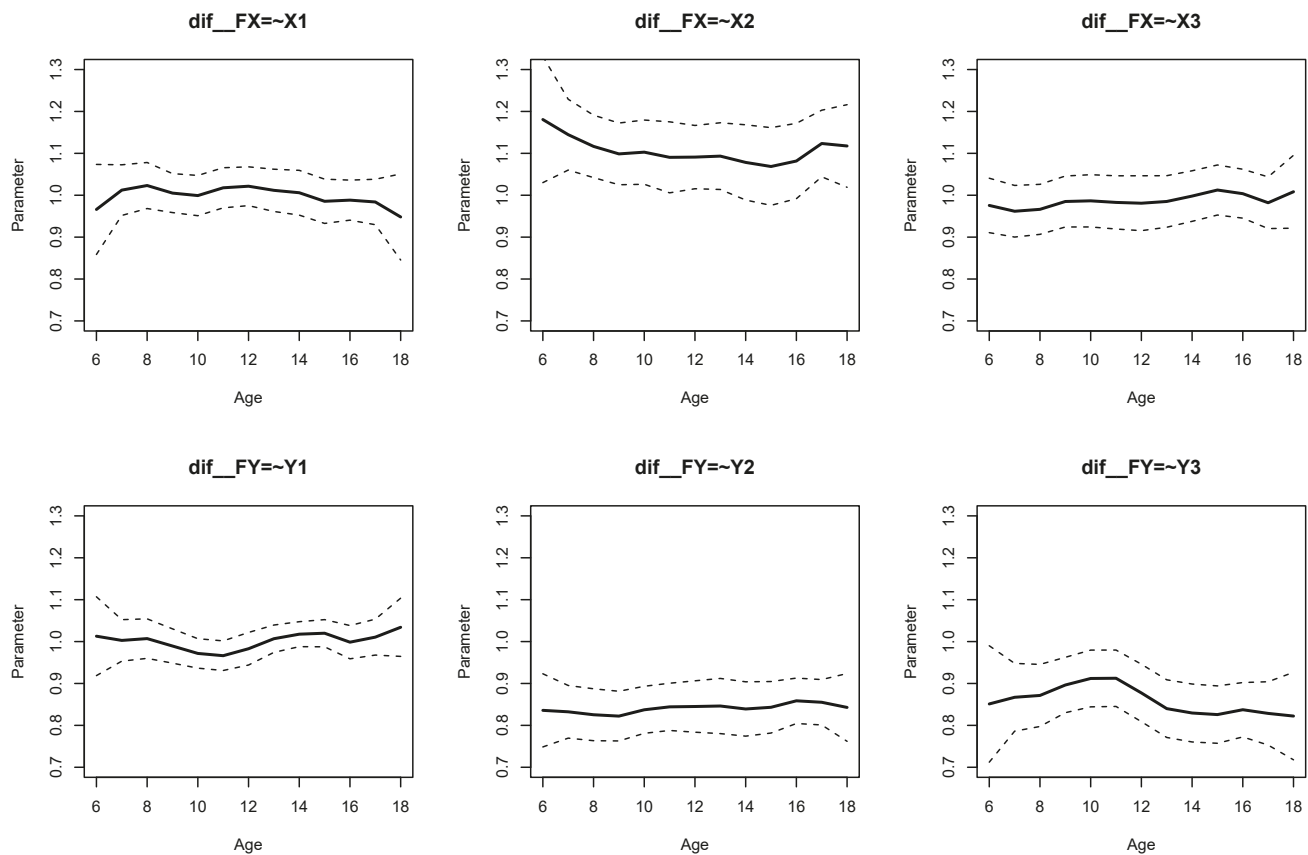 dif__FX=~X1 dif__FX=~X2 dif__FX=~X3
1.3 1.3 1.3
1.2 1.2 1.2
1.1 1.1 1.1
1.0 1.0 1.0
0.9 0.9 0.9
0.8 0.8 0.8
0.7 0.7 0.7
Parameter Parameter Parameter
6 8 10 12 14 16 18 6 8 10 12 14 16 18 6 8 10 12 14 16 18
Age Age Age
dif__FY=~Y1 dif__FY=~Y2 dif__FY=~Y3
1.3 1.3 1.3
1.2 1.2 1.2
1.1 1.1 1.1
1.0 1.0 1.0
0.9 0.9 0.9
0.8 0.8 0.8
0.7 0.7 0.7
Parameter Parameter Parameter
6 8 10 12 14 16 18 6 8 10 12 14 16 18 6 8 10 12 14 16 18
Age Age Age